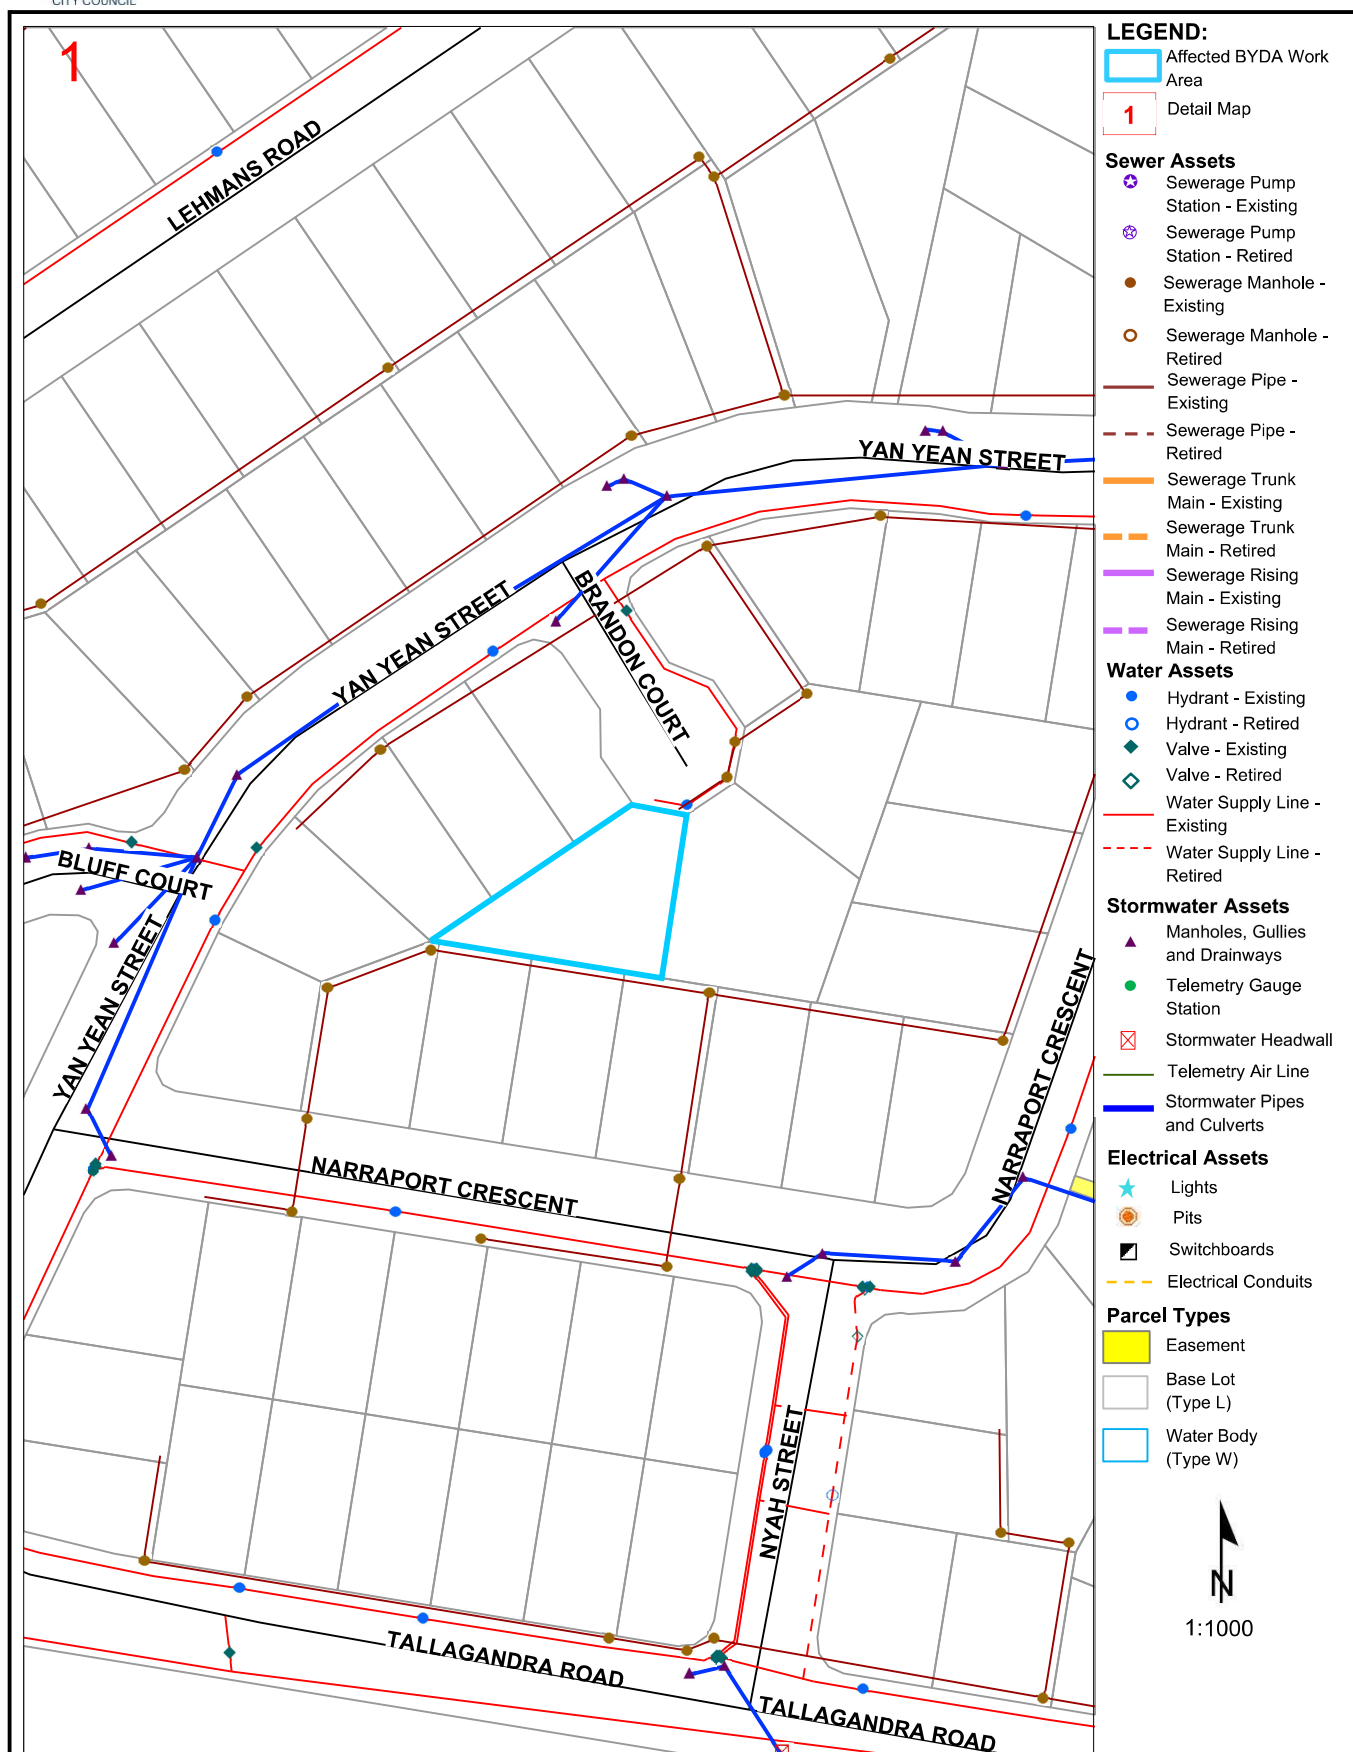 CITY COUNCIL
1
LEHMANS ROAD
YAN YEAN STREET
YAN YEAN STREET
BRANDON COURT
BLUFF COURT
YAN YEAN STREET
NARRAPORT CRESCENT
NARRAPORT CRESCENT
NYAH STREET
TALLAGANDRA ROAD
TALLAGANDRA ROAD
LEGEND:
Affected BYDA Work
Area
1 Detail Map
Sewer Assets
Sewerage Pump
Station - Existing
Sewerage Pump
Station - Retired
Sewerage Manhole -
Existing
Sewerage Manhole -
Retired
Sewerage Pipe -
Existing
Sewerage Pipe -
Retired
Sewerage Trunk
Main - Existing
Sewerage Trunk
Main - Retired
Sewerage Rising
Main - Existing
Sewerage Rising
Main - Retired
Water Assets
Hydrant - Existing
Hydrant - Retired
Valve - Existing
Valve - Retired
Water Supply Line -
Existing
Water Supply Line -
Retired
Stormwater Assets
Manholes, Gullies
and Drainways
Telemetry Gauge
Station
Stormwater Headwall
Telemetry Air Line
Stormwater Pipes
and Culverts
Electrical Assets
Lights
Pits
Switchboards
Electrical Conduits
Parcel Types
Easement
Base Lot
(Type L)
Water Body
(Type W)
N
1:1000